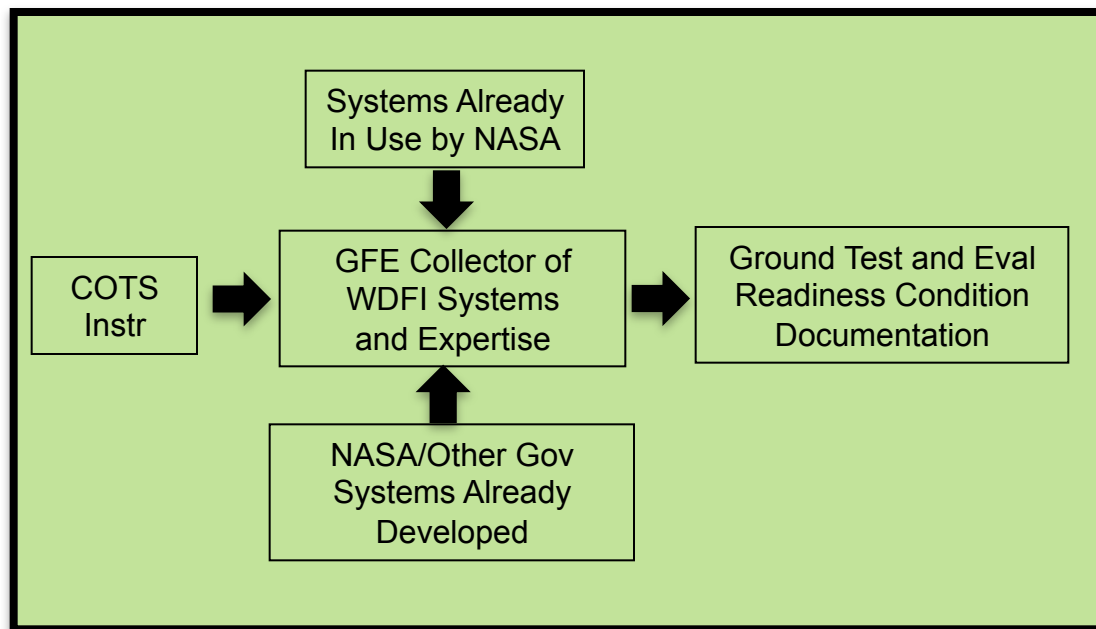 Systems Already
In Use by NASA
COTS
Instr
GFE Collector of
WDFI Systems
and Expertise
Ground Test and Eval
Readiness Condition
Documentation
NASA/Other Gov
Systems Already
Developed